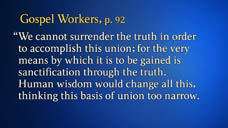 Gospel Workers, p. 92
“We cannot surrender the truth in order
to accomplish this union; for the very
means by which it is to be gained is
sanctification through the truth.
Human wisdom would change all this,
thinking this basis of union too narrow.